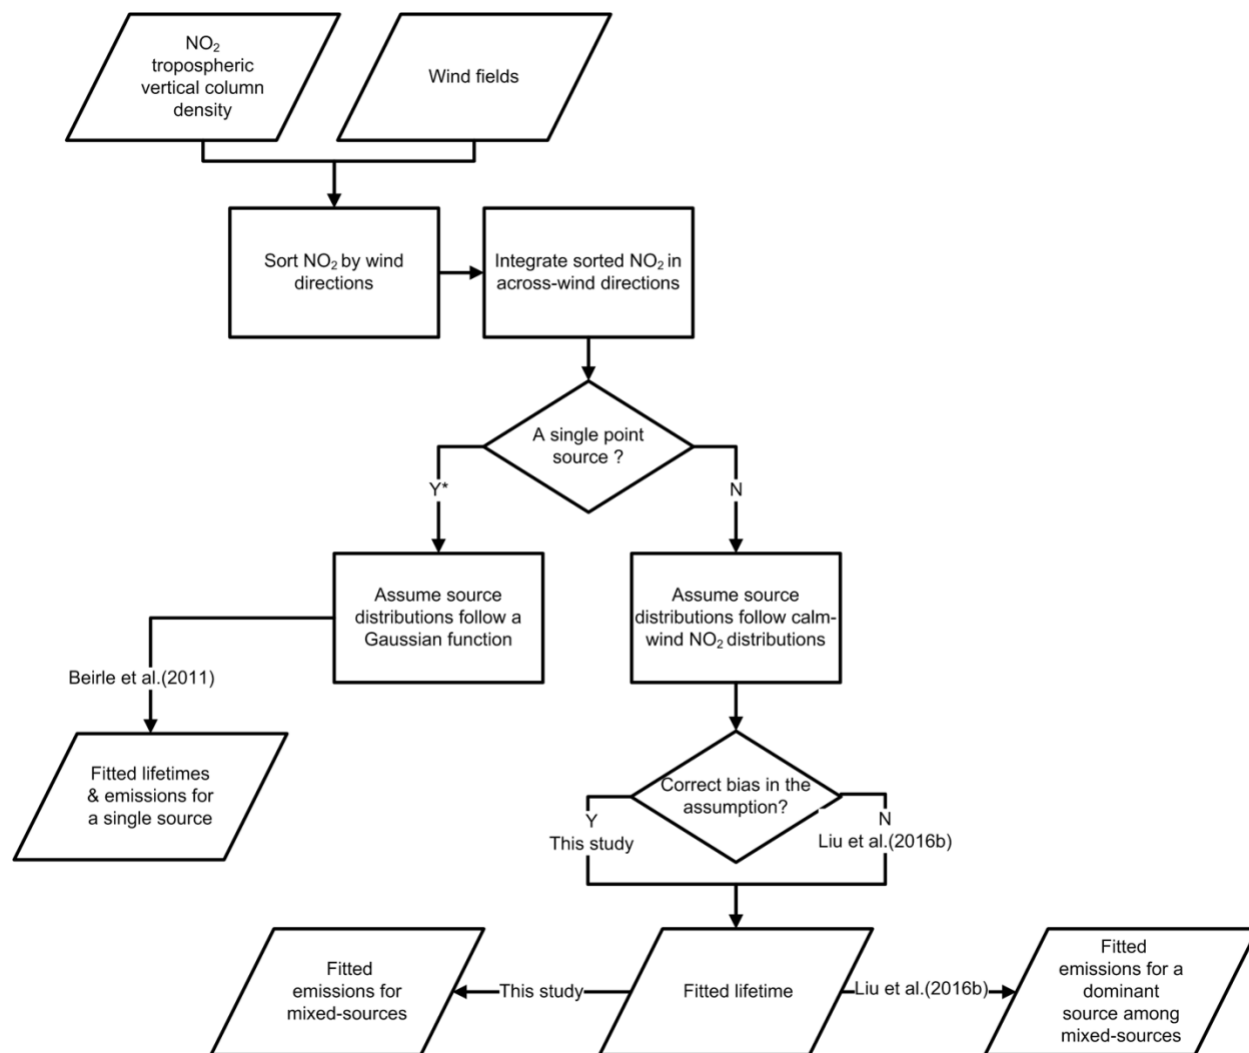 NO₂
tropospheric
vertical column
density
Wind fields
Sort NO₂ by wind
directions
Integrate sorted NO₂ in
across-wind directions
A single point
source ?
Y*
N
Assume source
distributions follow a
Gaussian function
Assume source
distributions follow calm-
wind NO₂ distributions
Beirle et al.(2011)
Fitted lifetimes
& emissions for
a single source
Correct bias in the
assumption?
Y
This study
N
Liu et al.(2016b)
Fitted
emissions for
mixed-sources
This study
Fitted lifetime
Liu et al.(2016b)
Fitted
emissions for a
dominant
source among
mixed-sources